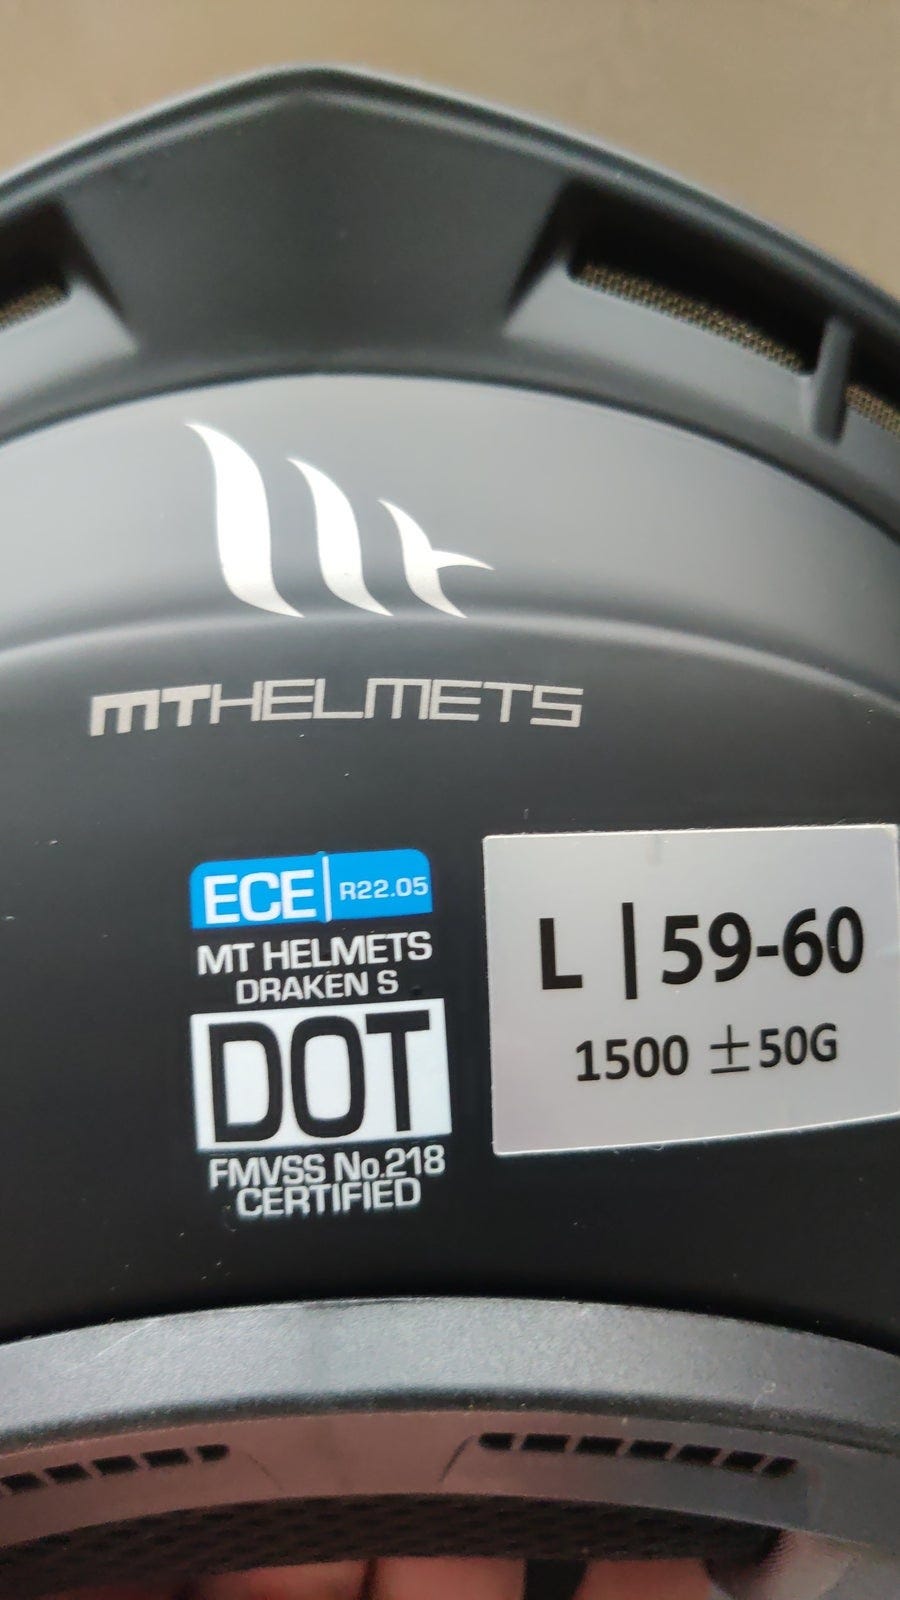 MTHELMETS
ECE | R22.05
MT HELMETS
DRAKEN S
DOT
FMVSS No.218
CERTIFIED
L | 59-60
1500 ±50G